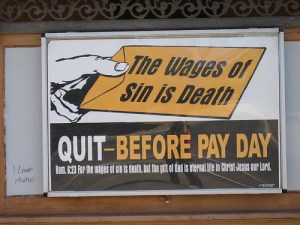 The Wages of
Sin is Death
QUIT-BEFORE PAY DAY
Rom. 6:23 For the wages of sin is death, but the gift of God is eternal life in Christ Jesus our Lord.